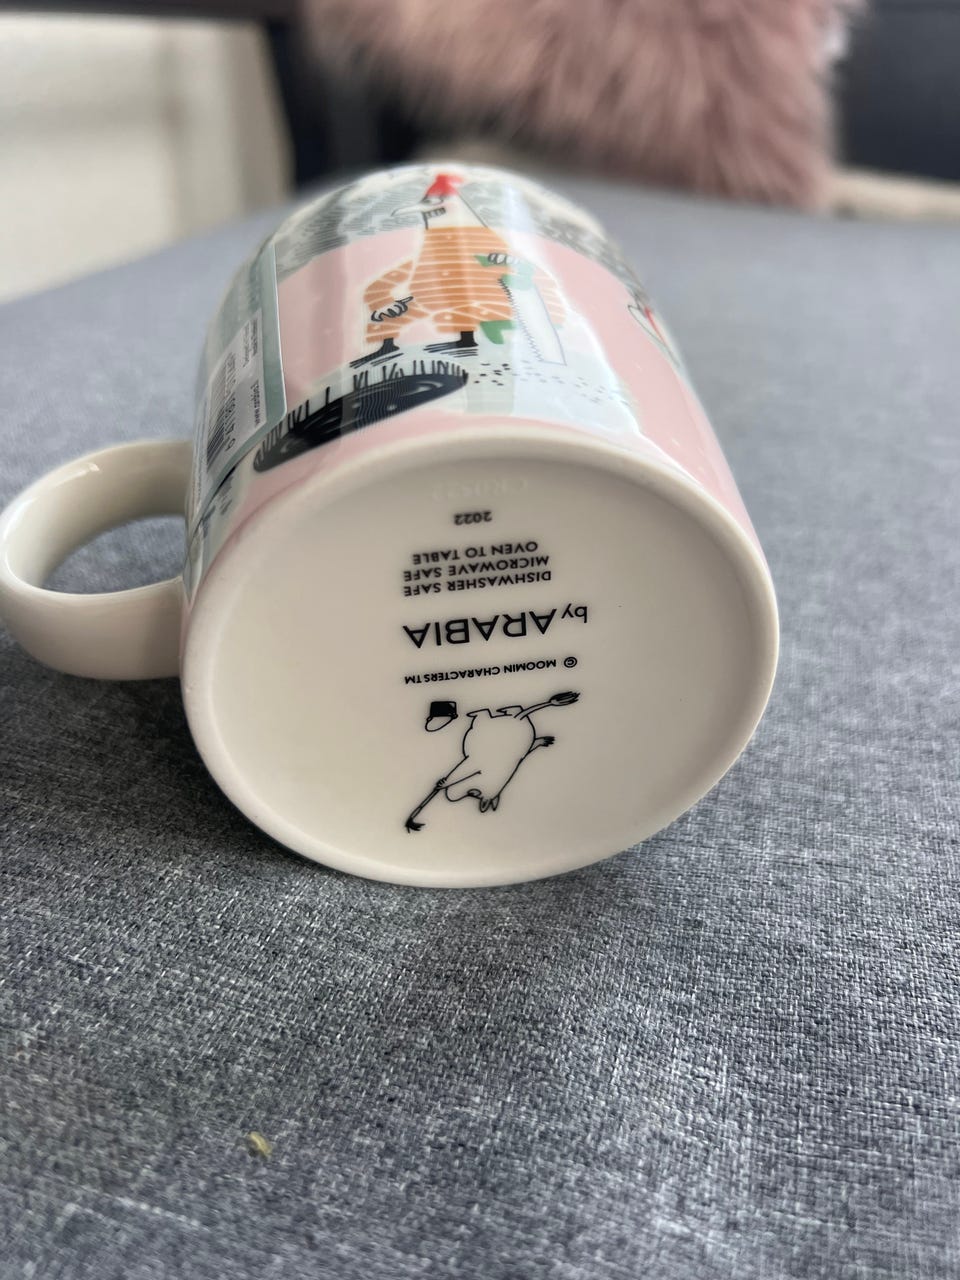 © MOOMIN CHARACTERS TM
by ARABIA
DISHWASHER SAFE
MICROWAVE SAFE
OVEN TO TABLE
2022